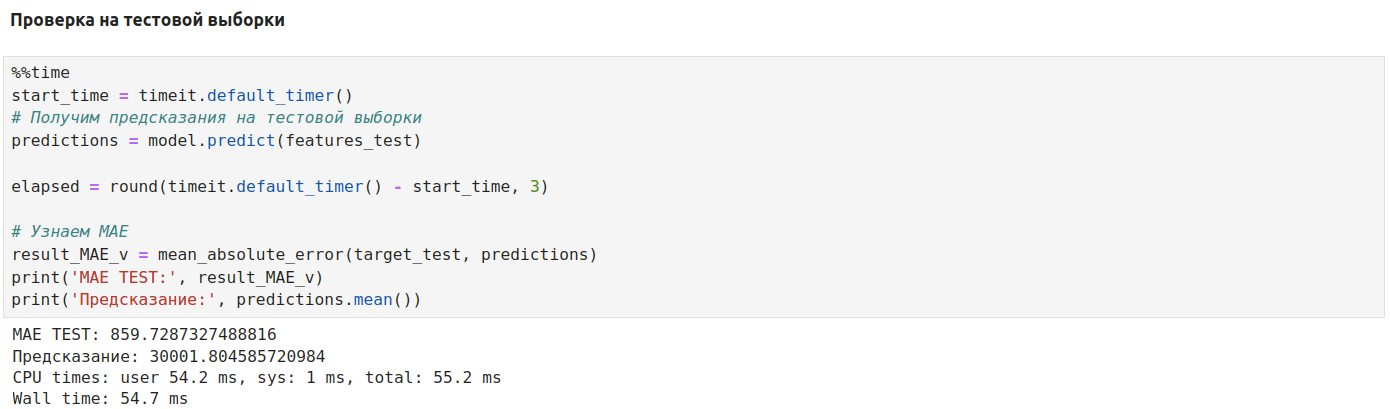 Проверка на тестовой выборки
%%time
start_time = timeit.default_timer()
# Получим предсказания на тестовой выборки
predictions = model.predict(features_test)
elapsed = round(timeit.default_timer() - start_time, 3)
# Узнаем MAE
result_MAE_v = mean_absolute_error(target_test, predictions)
print('MAE TEST:', result_MAE_v)
print('Предсказание:', predictions.mean())
MAE TEST: 859.7287327488816
Предсказание: 30001.804585720984
CPU times: user 54.2 ms, sys: 1 ms, total: 55.2 ms
Wall time: 54.7 ms